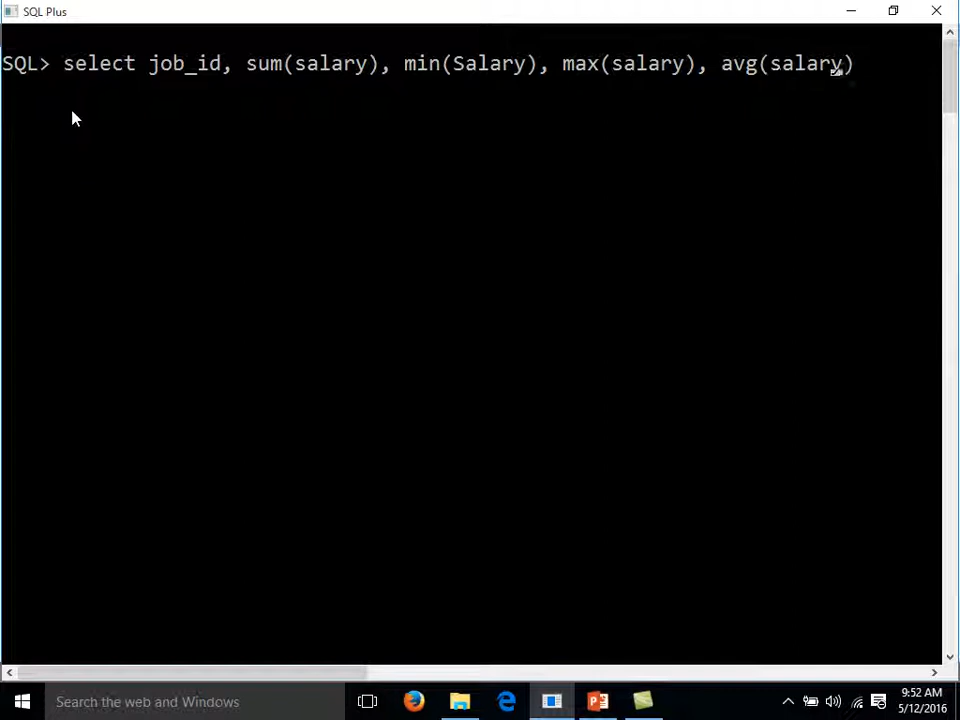 SQL Plus
SQL> select job_id, sum(salary), min(Salary), max(salary), avg(salary)
Search the web and Windows
9:52 AM
5/12/2016